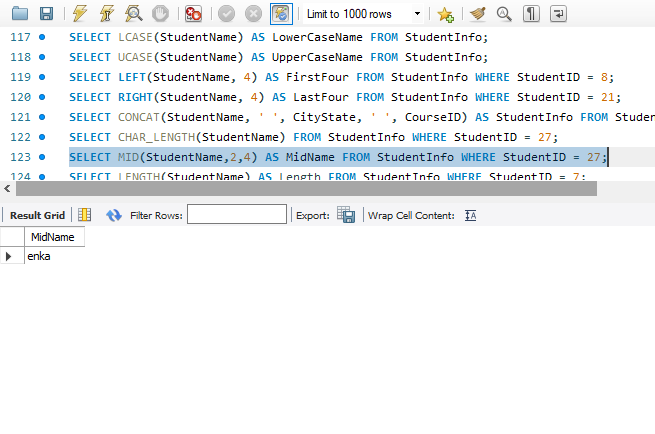 Limit to 1000 rows
117 SELECT LCASE(StudentName) AS LowerCaseName FROM StudentInfo;
118 SELECT UCASE(StudentName) AS UpperCaseName FROM StudentInfo;
119 SELECT LEFT(StudentName, 4) AS FirstFour FROM StudentInfo WHERE StudentID = 8;
120 SELECT RIGHT(StudentName, 4) AS LastFour FROM StudentInfo WHERE StudentID = 21;
121 SELECT CONCAT(StudentName, ' ', CityState, ' ', CourseID) AS StudentInfo FROM Studen
122 SELECT CHAR_LENGTH(StudentName) FROM StudentInfo WHERE StudentID = 27;
123 SELECT MID(StudentName,2,4) AS MidName FROM StudentInfo WHERE StudentID = 27;
124 SELECT LENGTH(StudentName) AS Length FROM StudentInfo WHERE StudentID = 7;
Result Grid Filter Rows: Export: Wrap Cell Content: IA
MidName
enka